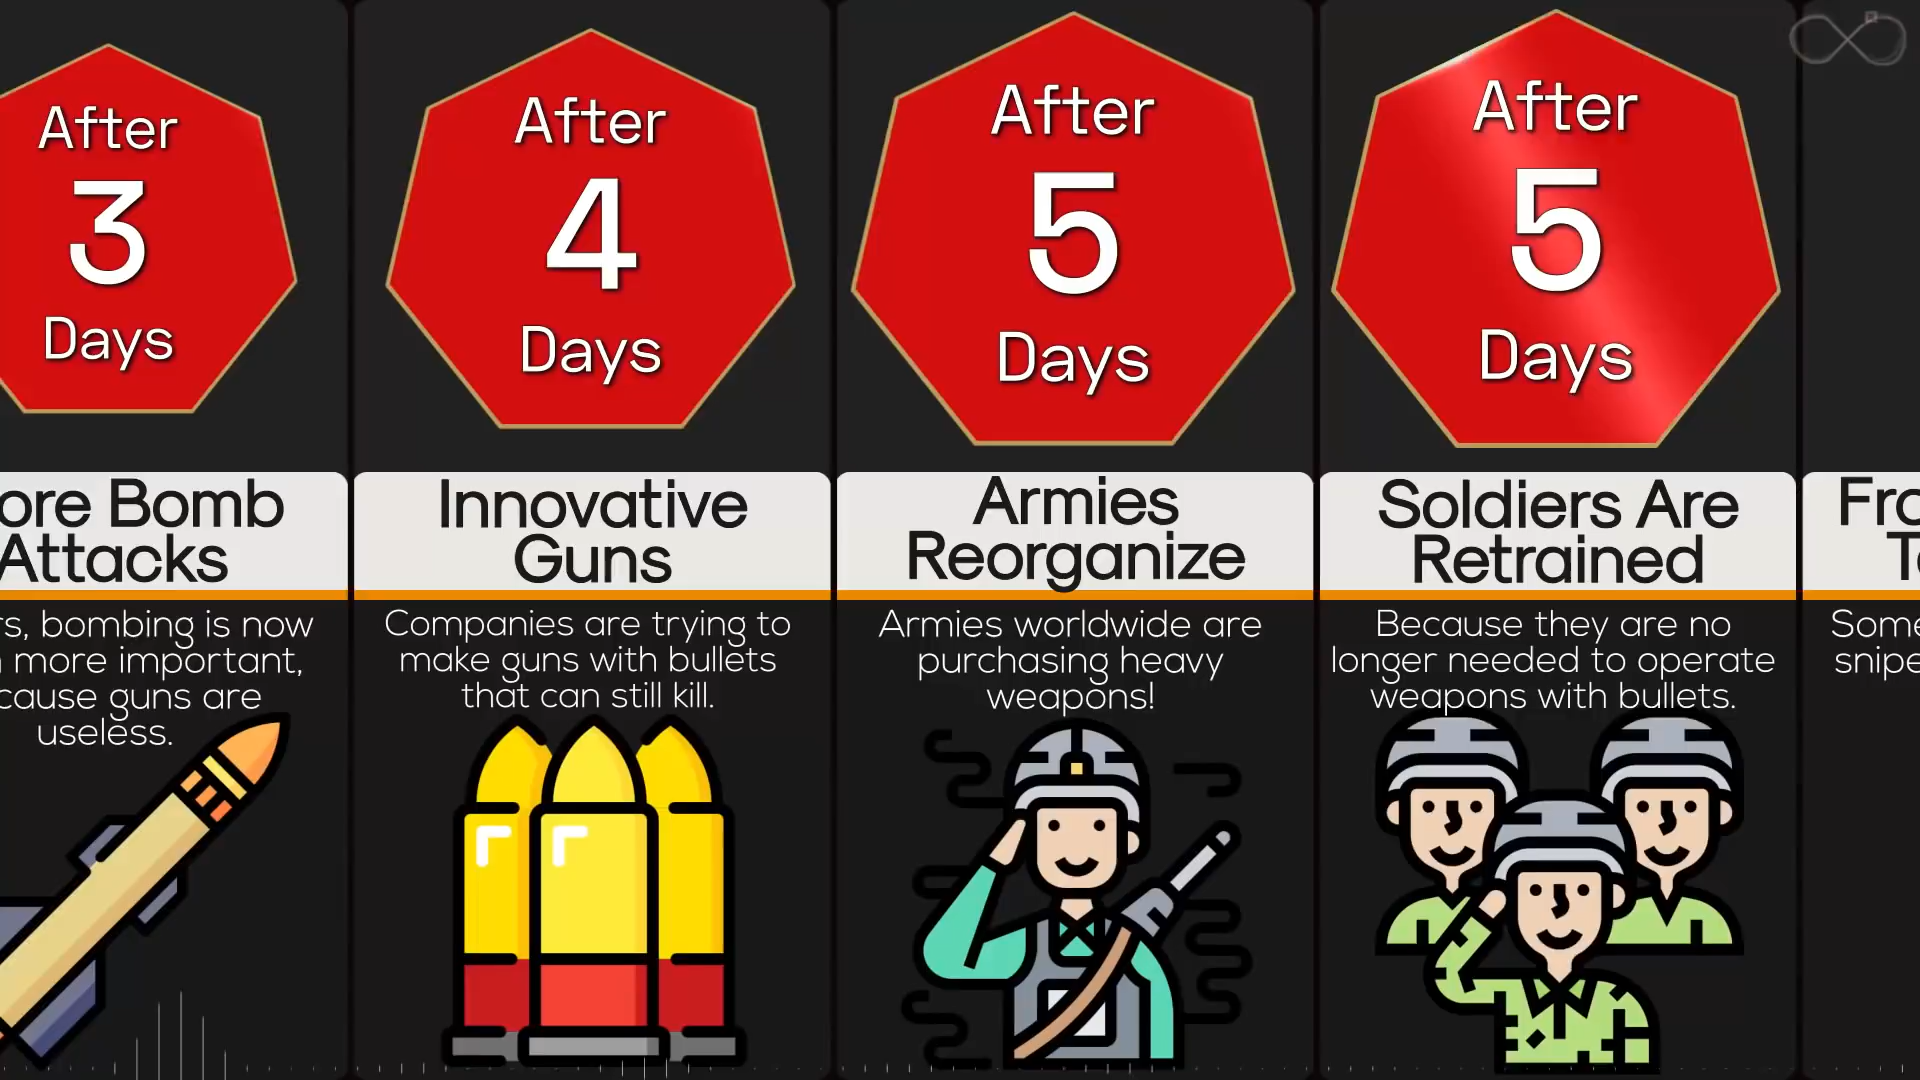 After
3
Days
ore Bomb
Attacks
rs, bombing is now
more important,
cause guns are
useless.
After
4
Days
Innovative
Guns
Companies are trying to
make guns with bullets
that can still kill.
After
5
Days
Armies
Reorganize
Armies worldwide are
purchasing heavy
weapons!
After
5
Days
Soldiers Are
Retrained
Because they are no
longer needed to operate
weapons with bullets.
Fro
T
Some
snipe